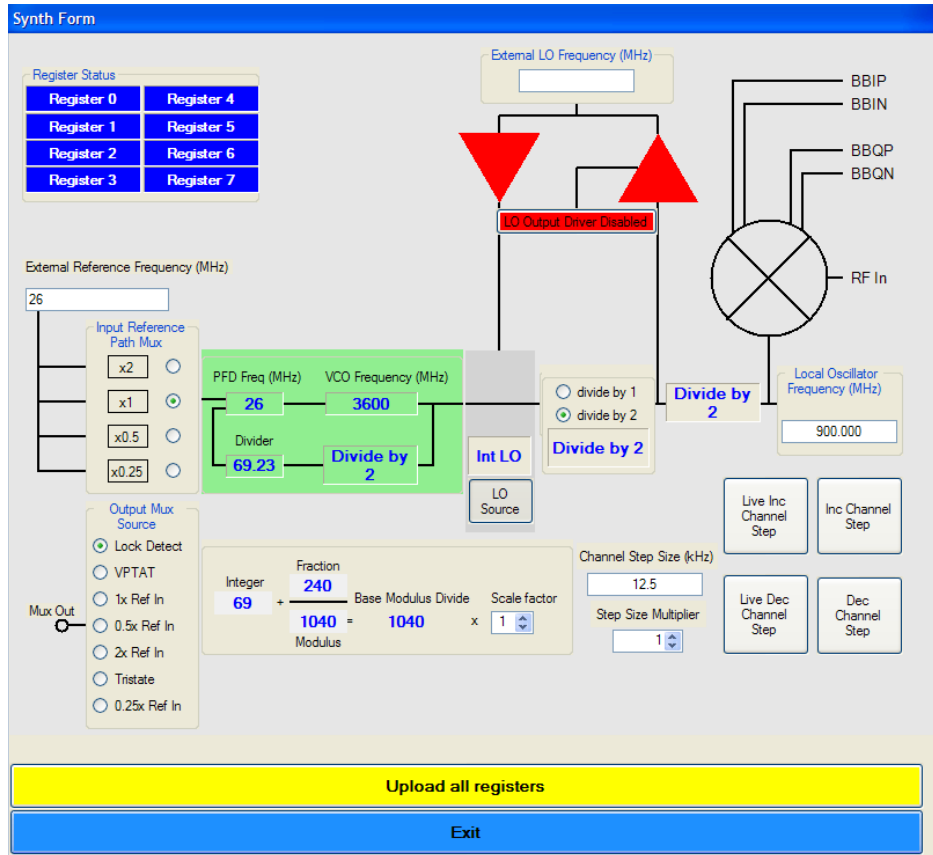 Synth Form
Register Status
Register 0 Register 4
Register 1 Register 5
Register 2 Register 6
Register 3 Register 7
External LO Frequency (MHz)
LO Output Driver Disabled
BBIP
BBIN
BBQP
BBQN
RF In
External Reference Frequency (MHz)
26
Input Reference
Path Mux
x2
x1
x0.5
x0.25
PFD Freq (MHz) VCO Frequency (MHz)
26 3600
Divider
69.23
Divide by
2
Int LO
LO
Source
divide by 1
divide by 2
Divide by 2
Divide by
2
Local Oscillator
Frequency (MHz)
900.000
Output Mux
Source
Lock Detect
VPTAT
1x Ref In
0.5x Ref In
2x Ref In
Tristate
0.25x Ref In
Mux Out
Integer
69
+
Fraction
240
1040
Modulus
=
Base Modulus Divide
1040
x
Scale factor
1
Channel Step Size (kHz)
12.5
Step Size Multiplier
1
Live Inc
Channel
Step
Inc Channel
Step
Live Dec
Channel
Step
Dec
Channel
Step
Upload all registers
Exit